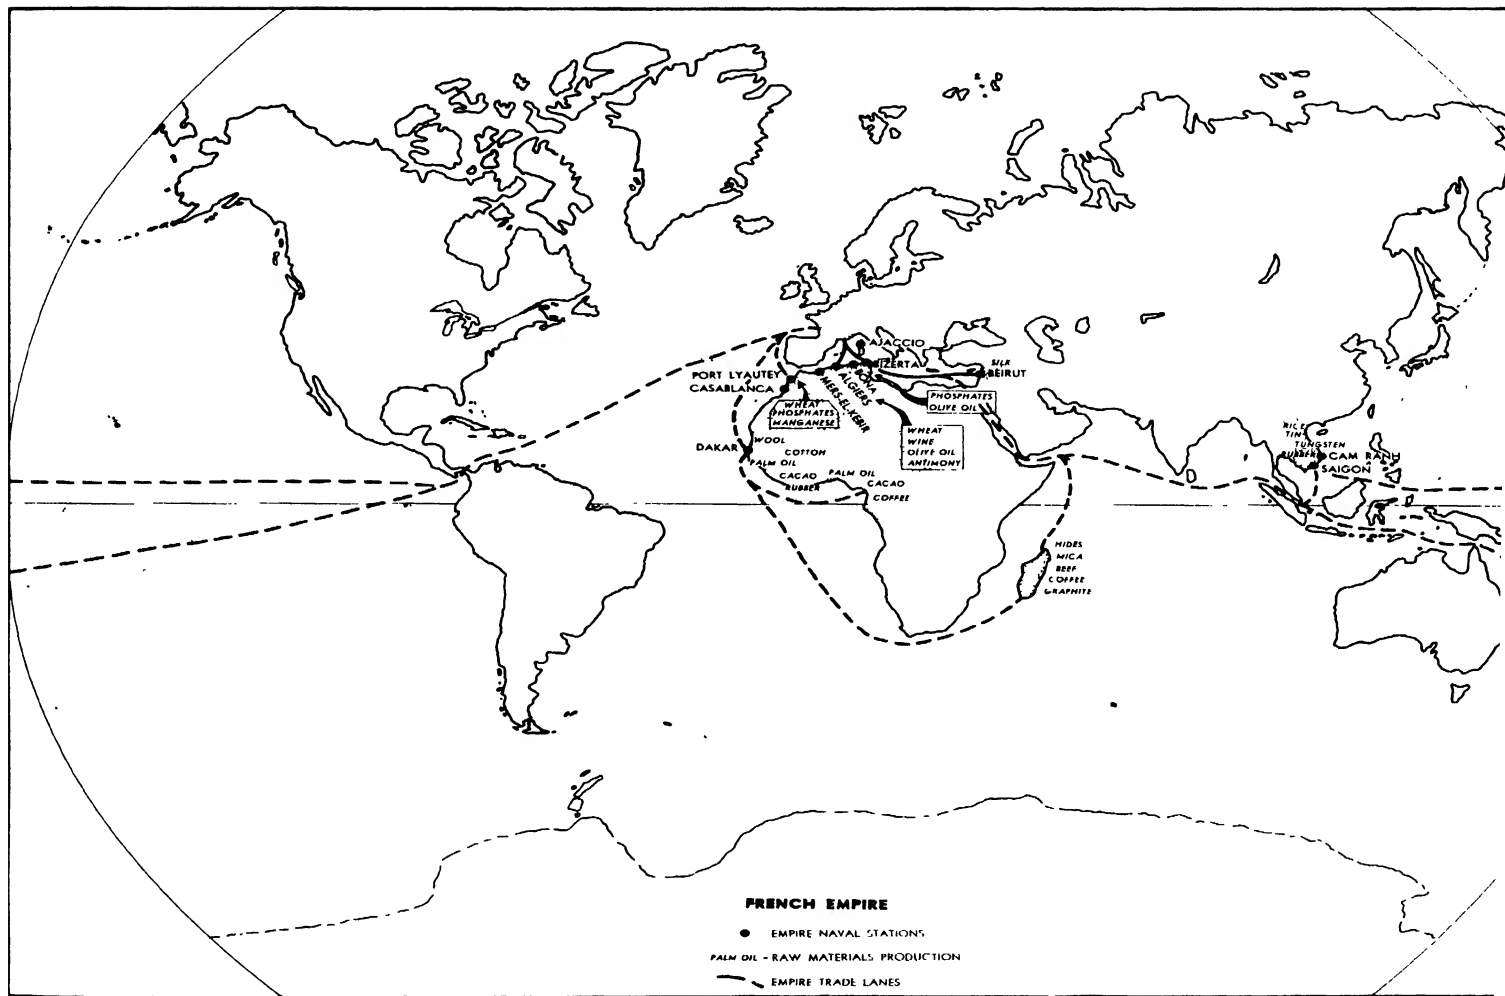 AJACCIO
IZERTA
SILK
BEIRUT
PORT LYAUTEY
CASABLANCA
BONA
ALGIERS
MERS-EL-KEBIR
WHEAT
PHOSPHATES
MANGANESE
PHOSPHATES
OLIVE OIL
WHEAT
WINE
OLIVE OIL
ANTIMONY
DAKAR
WOOL
COTTON
PALM OIL
CACAO
RUBBER
PALM OIL
CACAO
COFFEE
RICE
TIN
TUNGSTEN
RUBBER
CAM RANH
SAIGON
HIDES
MICA
BEEF
COFFEE
GRAPHITE
FRENCH EMPIRE
EMPIRE NAVAL STATIONS
PALM OIL - RAW MATERIALS PRODUCTION
EMPIRE TRADE LANES